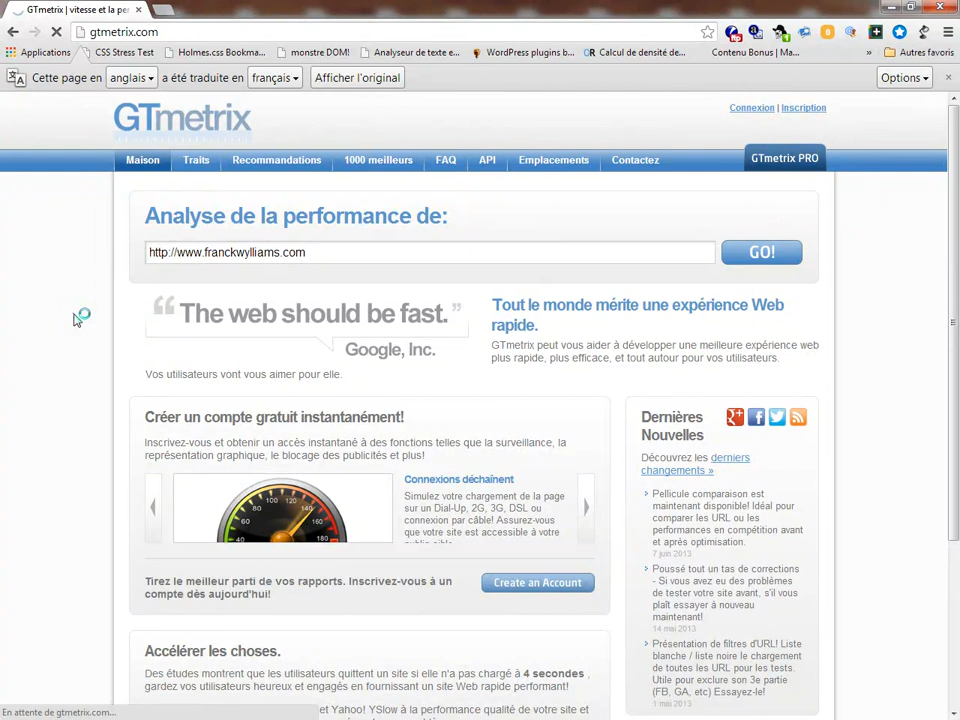 GTmetrix | vitesse et la per
gtmetrix.com
Applications CSS Stress Test Holmes.css Bookma... monstre DOM! Analyseur de texte e... WordPress plugins b... QR Calcul de densité de... Contenu Bonus | Ma... » Autres favoris
Cette page en anglais a été traduite en français Afficher l'original Options
GTmetrix
Connexion | Inscription
Maison Traits Recommandations 1000 meilleurs FAQ API Emplacements Contactez GTmetrix PRO
Analyse de la performance de:
http://www.franckwylliams.com GO!
“ The web should be fast. ”
Google, Inc.
Vos utilisateurs vont vous aimer pour elle.
Tout le monde mérite une expérience Web
rapide.
GTmetrix peut vous aider à développer une meilleure expérience web
plus rapide, plus efficace, et tout autour pour vos utilisateurs.
Créer un compte gratuit instantanément!
Inscrivez-vous et obtenir un accès instantané à des fonctions telles que la surveillance, la
représentation graphique, le blocage des publicités et plus!
40 60 80 100 120 140 160 180
Connexions déchaînent
Simulez votre chargement de la page
sur un Dial-Up, 2G, 3G, DSL ou
connexion par câble! Assurez-vous
que votre site est accessible à votre
Tirez le meilleur parti de vos rapports. Inscrivez-vous à un
compte dès aujourd'hui!
Create an Account
Dernières
Nouvelles
Découvrez les derniers
changements »
Pellicule comparaison est
maintenant disponible! Idéal pour
comparer les URL ou les
performances en compétition avant
et après optimisation.
7 juin 2013
Poussé tout un tas de corrections
- Si vous avez eu des problèmes
de tester votre site avant, s'il vous
plaît essayer à nouveau
maintenant!
14 mai 2013
Présentation de filtres d'URL! Liste
blanche / liste noire le chargement
de toutes les URL pour les tests.
Utile pour exclure son 3e partie
(FB, GA, etc) Essayez-le!
1 mai 2013
Accélérer les choses.
Des études montrent que les utilisateurs quittent un site si elle n'a pas chargé à 4 secondes ,
gardez vos utilisateurs heureux et engagés en fournissant un site Web rapide performant!
et Yahoo! YSlow à la performance qualité de votre site et
En attente de gtmetrix.com...